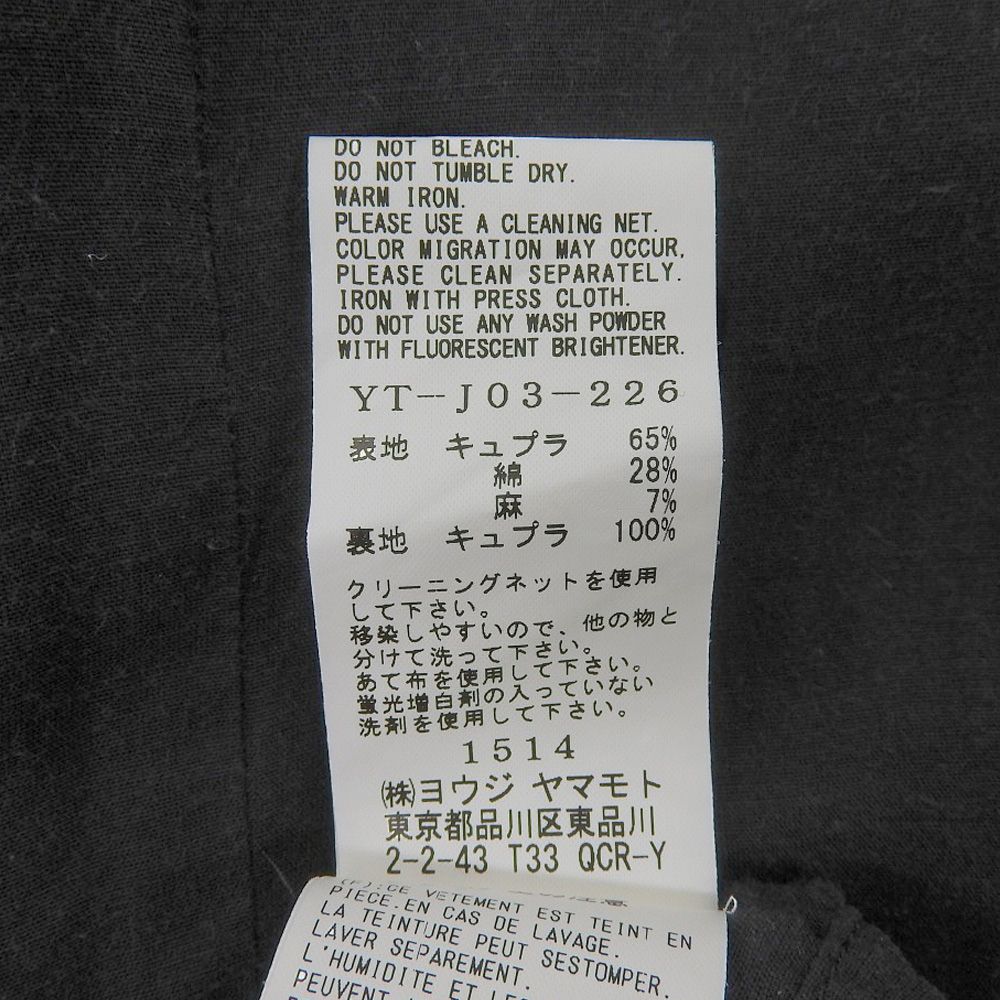 DO NOT BLEACH.
DO NOT TUMBLE DRY.
WARM IRON.
PLEASE USE A CLEANING NET.
COLOR MIGRATION MAY OCCUR,
PLEASE CLEAN SEPARATELY.
IRON WITH PRESS CLOTH.
DO NOT USE ANY WASH POWDER
WITH FLUORESCENT BRIGHTENER.
YT-J03-226
表地 キュプラ 65%
綿 28%
麻 7%
裏地 キュプラ 100%
クリーニングネットを使用
して下さい。
移染しやすいので、他の物と
分けて洗って下さい。
あて布を使用して下さい。
蛍光増白剤の入っていない
洗剤を使用して下さい。
1514
㈱ヨウジ ヤマモト
東京都品川区東品川
2-2-43 T33 QCR-Y
(F):CE VETEMENT EST TEINT EN
PIECE.EN CAS DE LAVAGE.
LA TEINTURE PEUT SESTOMPER.
LAVER SEPAREMENT.
L'HUMIDITE ET LES
PEUVENT